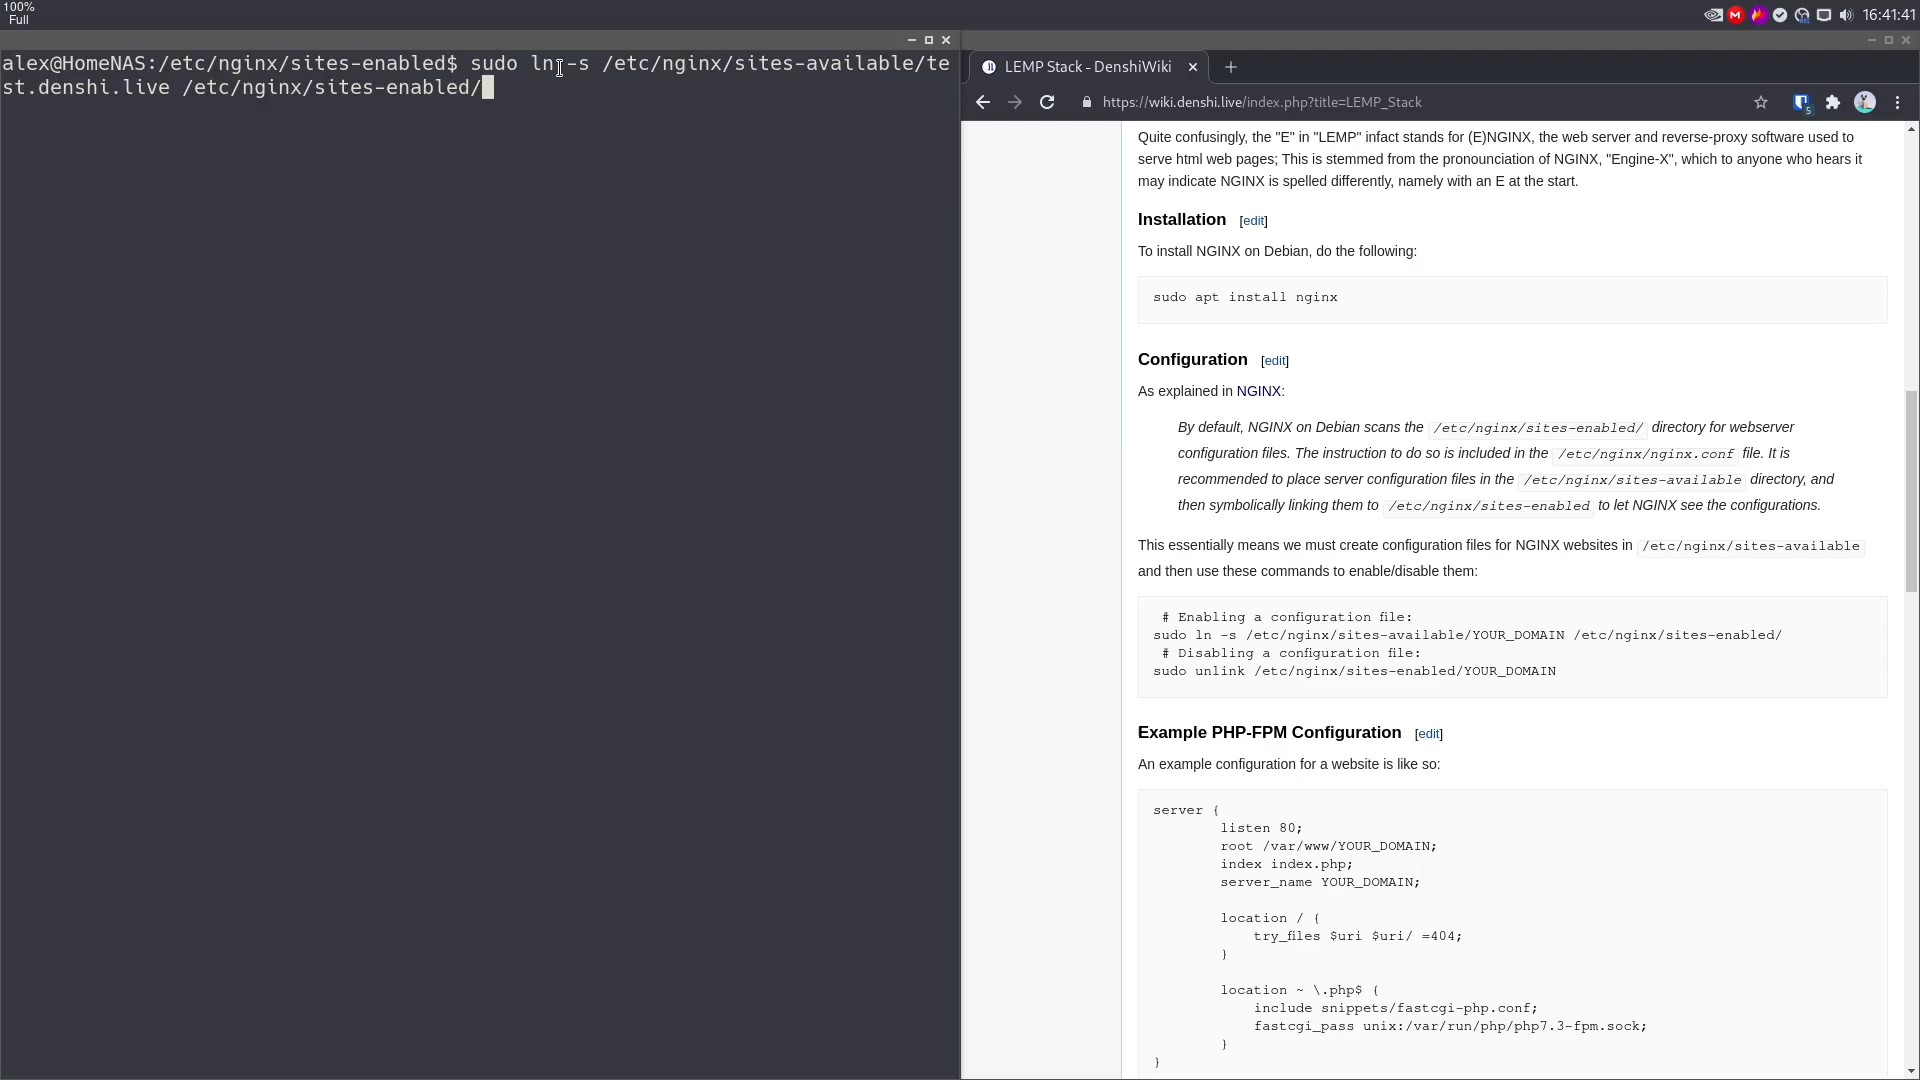 100%
Full
16:41:41
alex@HomeNAS:/etc/nginx/sites-enabled$ sudo ln -s /etc/nginx/sites-available/te
st.denshi.live /etc/nginx/sites-enabled/
LEMP Stack - DenshiWiki
https://wiki.denshi.live/index.php?title=LEMP_Stack
5
Quite confusingly, the "E" in "LEMP" infact stands for (E)NGINX, the web server and reverse-proxy software used to
serve html web pages; This is stemmed from the pronounciation of NGINX, "Engine-X", which to anyone who hears it
may indicate NGINX is spelled differently, namely with an E at the start.
Installation [edit]
To install NGINX on Debian, do the following:
sudo apt install nginx
Configuration [edit]
As explained in NGINX:
By default, NGINX on Debian scans the /etc/nginx/sites-enabled/ directory for webserver
configuration files. The instruction to do so is included in the /etc/nginx/nginx.conf file. It is
recommended to place server configuration files in the /etc/nginx/sites-available directory, and
then symbolically linking them to /etc/nginx/sites-enabled to let NGINX see the configurations.
This essentially means we must create configuration files for NGINX websites in /etc/nginx/sites-available
and then use these commands to enable/disable them:
# Enabling a configuration file:
sudo ln -s /etc/nginx/sites-available/YOUR_DOMAIN /etc/nginx/sites-enabled/
# Disabling a configuration file:
sudo unlink /etc/nginx/sites-enabled/YOUR_DOMAIN
Example PHP-FPM Configuration [edit]
An example configuration for a website is like so:
server {
listen 80;
root /var/www/YOUR_DOMAIN;
index index.php;
server_name YOUR_DOMAIN;
location / {
try_files $uri $uri/ =404;
}
location ~ \.php$ {
include snippets/fastcgi-php.conf;
fastcgi_pass unix:/var/run/php/php7.3-fpm.sock;
}
}